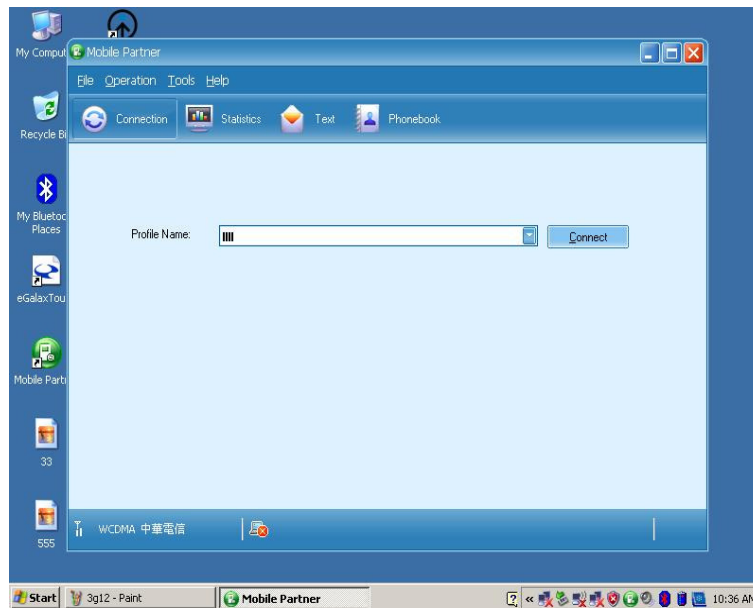 My Comput
Recycle Bi
My Bluetoc
Places
eGalaxTou
Mobile Parti
33
555
Mobile Partner
File Operation Tools Help
Connection Statistics Text Phonebook
Profile Name: Connect
WCDMA 中華電信
Start 3g12 - Paint Mobile Partner 10:36 AM